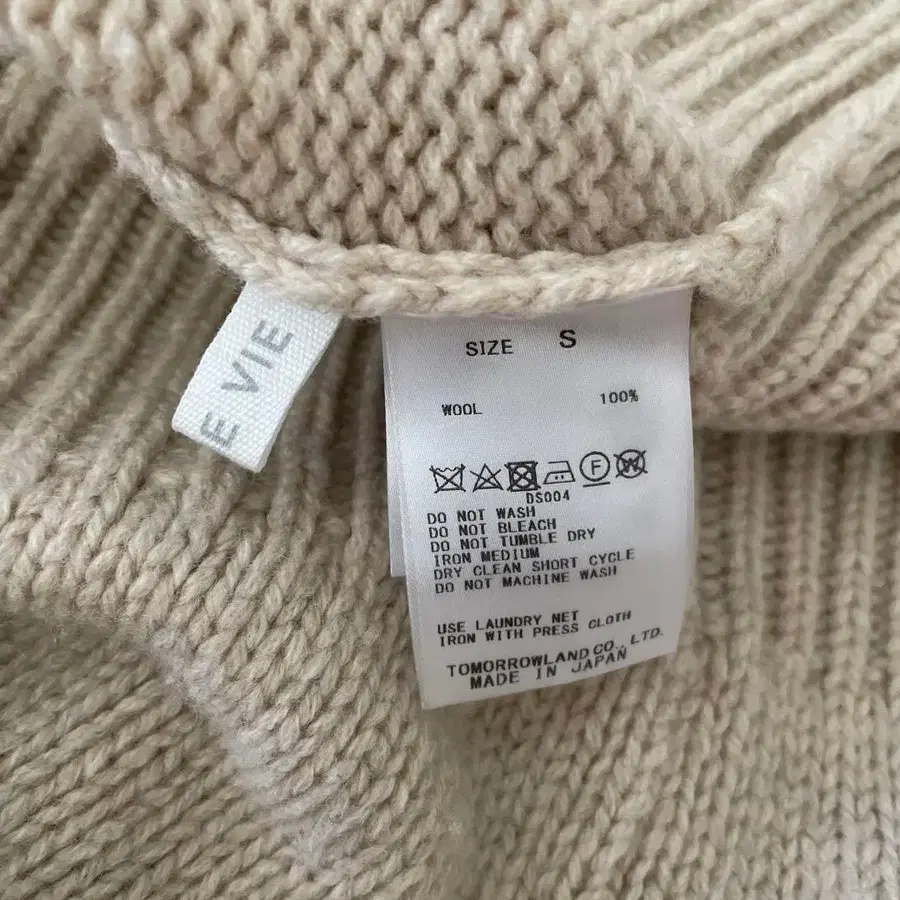 E VIE
SIZE S
WOOL 100%
F W
DS004
DO NOT WASH
DO NOT BLEACH
DO NOT TUMBLE DRY
IRON MEDIUM
DRY CLEAN SHORT CYCLE
DO NOT MACHINE WASH
USE LAUNDRY NET
IRON WITH PRESS CLOTH
TOMORROWLAND CO., LTD.
MADE IN JAPAN